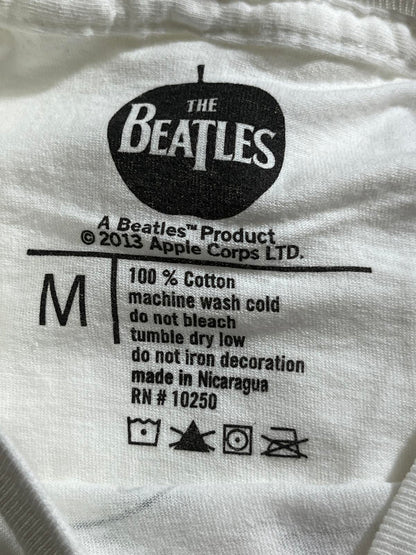 THE
BEATLES
A Beatles™ Product
© 2013 Apple Corps LTD.
M
100 % Cotton
machine wash cold
do not bleach
tumble dry low
do not iron decoration
made in Nicaragua
RN # 10250